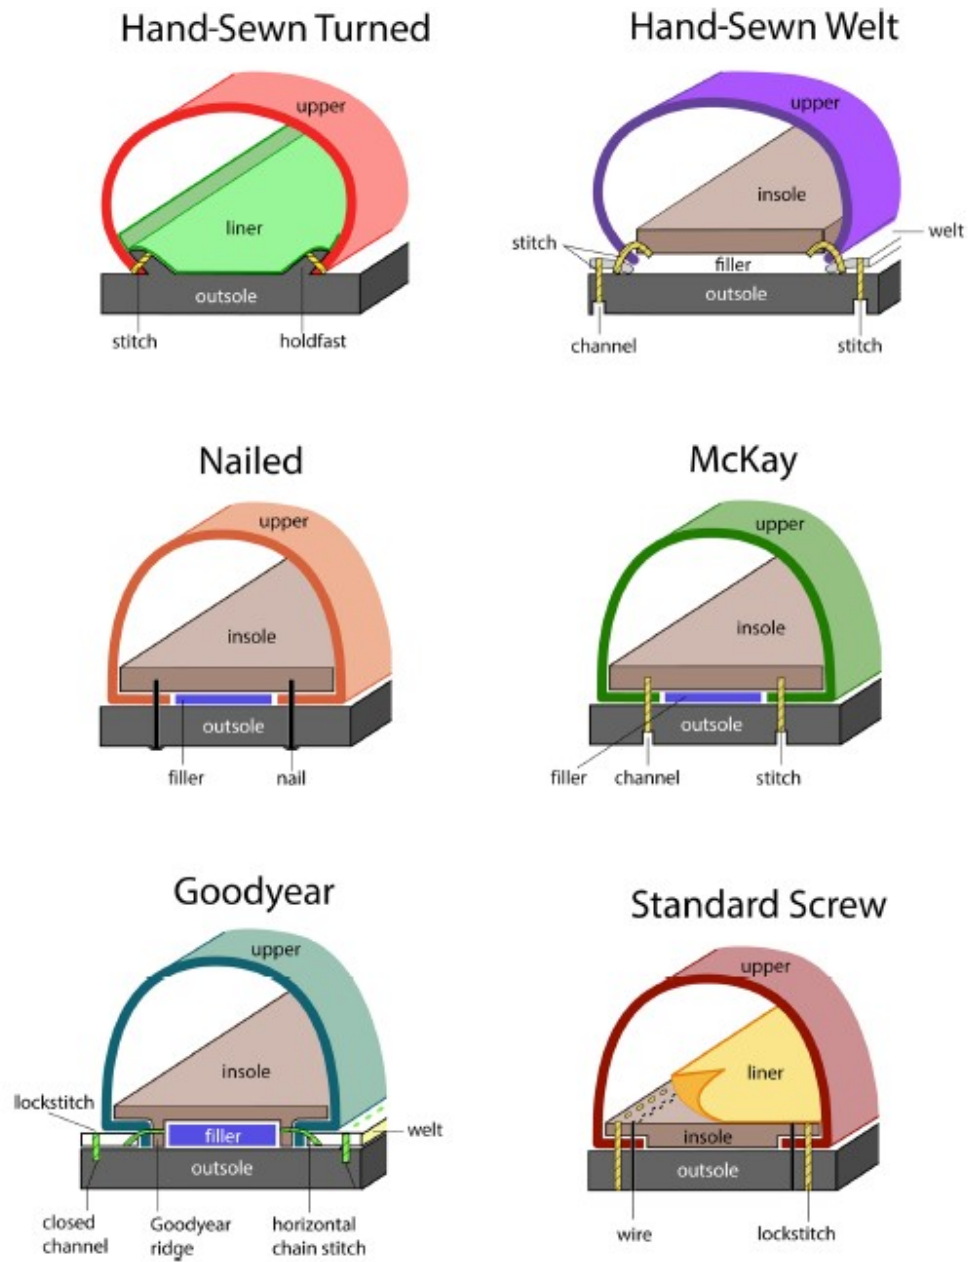 Hand-Sewn Turned
upper
liner
outsole
stitch
holdfast
Hand-Sewn Welt
upper
insole
stitch
welt
filler
outsole
channel
stitch
Nailed
upper
insole
outsole
filler
nail
McKay
upper
insole
outsole
filler
channel
stitch
Goodyear
upper
insole
lockstitch
filler
welt
outsole
closed
channel
Goodyear
ridge
horizontal
chain stitch
Standard Screw
upper
liner
insole
outsole
wire
lockstitch